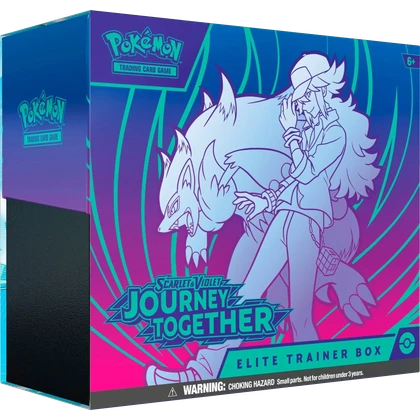 Pokémon
TRADING CARD GAME
6+
Pokémon
TRADING CARD GAME
SCARLET & VIOLET
JOURNEY
TOGETHER
ELITE TRAINER BOX
WARNING: CHOKING HAZARD Small parts. Not for children under 3 years.